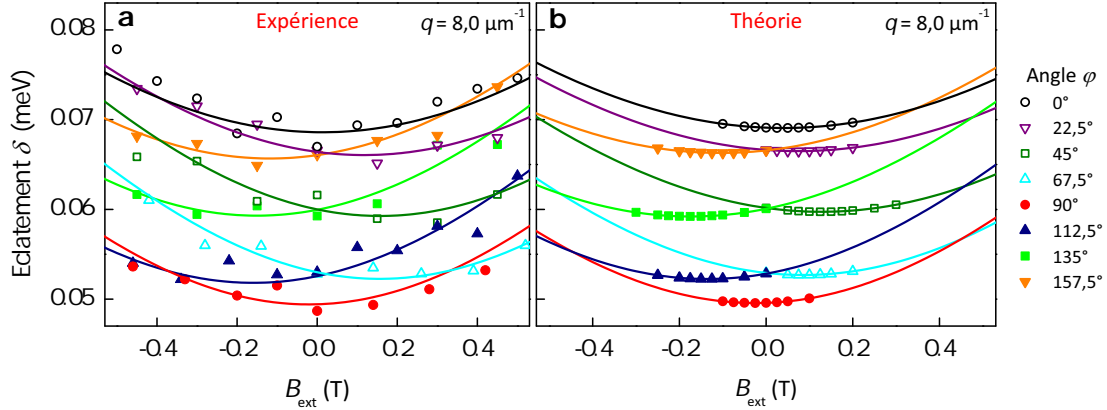 a Expérience q = 8,0 μm⁻¹
b Théorie q = 8,0 μm⁻¹
0.08
0.07
0.06
0.05
Eclatement δ (meV)
-0.4 -0.2 0.0 0.2 0.4
-0.4 -0.2 0.0 0.2 0.4
B_ext (T)
B_ext (T)
Angle φ
0°
22,5°
45°
67,5°
90°
112,5°
135°
157,5°